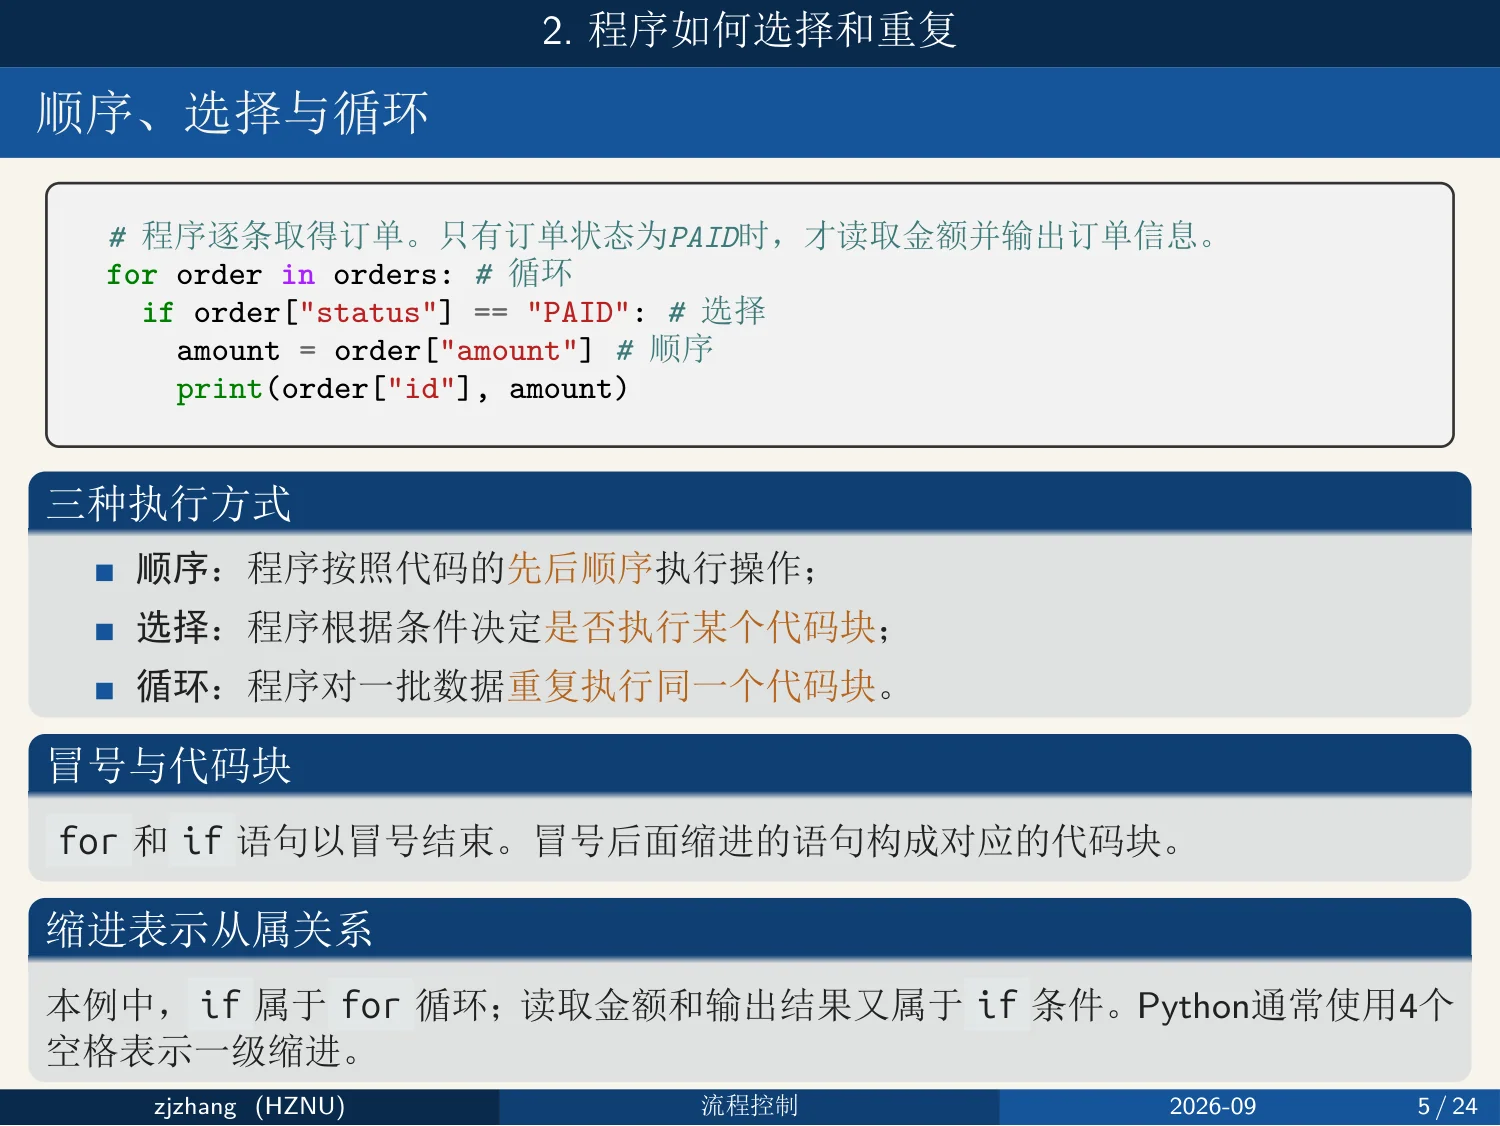 2. 程序如何选择和重复
顺序、选择与循环
# 程序逐条取得订单。只有订单状态为PAID时，才读取金额并输出订单信息。
for order in orders: # 循环
  if order["status"] == "PAID": # 选择
    amount = order["amount"] # 顺序
    print(order["id"], amount)
三种执行方式
■ 顺序：程序按照代码的先后顺序执行操作；
■ 选择：程序根据条件决定是否执行某个代码块；
■ 循环：程序对一批数据重复执行同一个代码块。
冒号与代码块
for 和 if 语句以冒号结束。冒号后面缩进的语句构成对应的代码块。
缩进表示从属关系
本例中，if 属于 for 循环；读取金额和输出结果又属于 if 条件。Python通常使用4个
空格表示一级缩进。
zjzhang (HZNU) 流程控制 2026-09 5 / 24